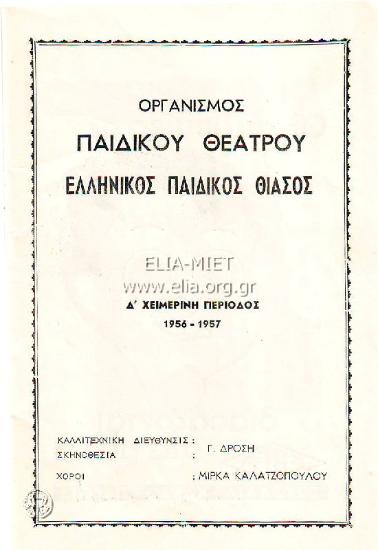 ΟΡΓΑΝΙΣΜΟΣ
ΠΑΙΔΙΚΟΥ ΘΕΑΤΡΟΥ
ΕΛΛΗΝΙΚΟΣ ΠΑΙΔΙΚΟΣ ΘΙΑΣΟΣ
ELIA-MIET
www.elia.org.gr
Δ' ΧΕΙΜΕΡΙΝΗ ΠΕΡΙΟΔΟΣ
1956 - 1957
ΚΑΛΛΙΤΕΧΝΙΚΗ ΔΙΕΥΘΥΝΣΙΣ :
ΣΚΗΝΟΘΕΣΙΑ : Γ. ΔΡΟΣΗ
ΧΟΡΟΙ : ΜΙΡΚΑ ΚΑΛΑΤΖΟΠΟΥΛΟΥ